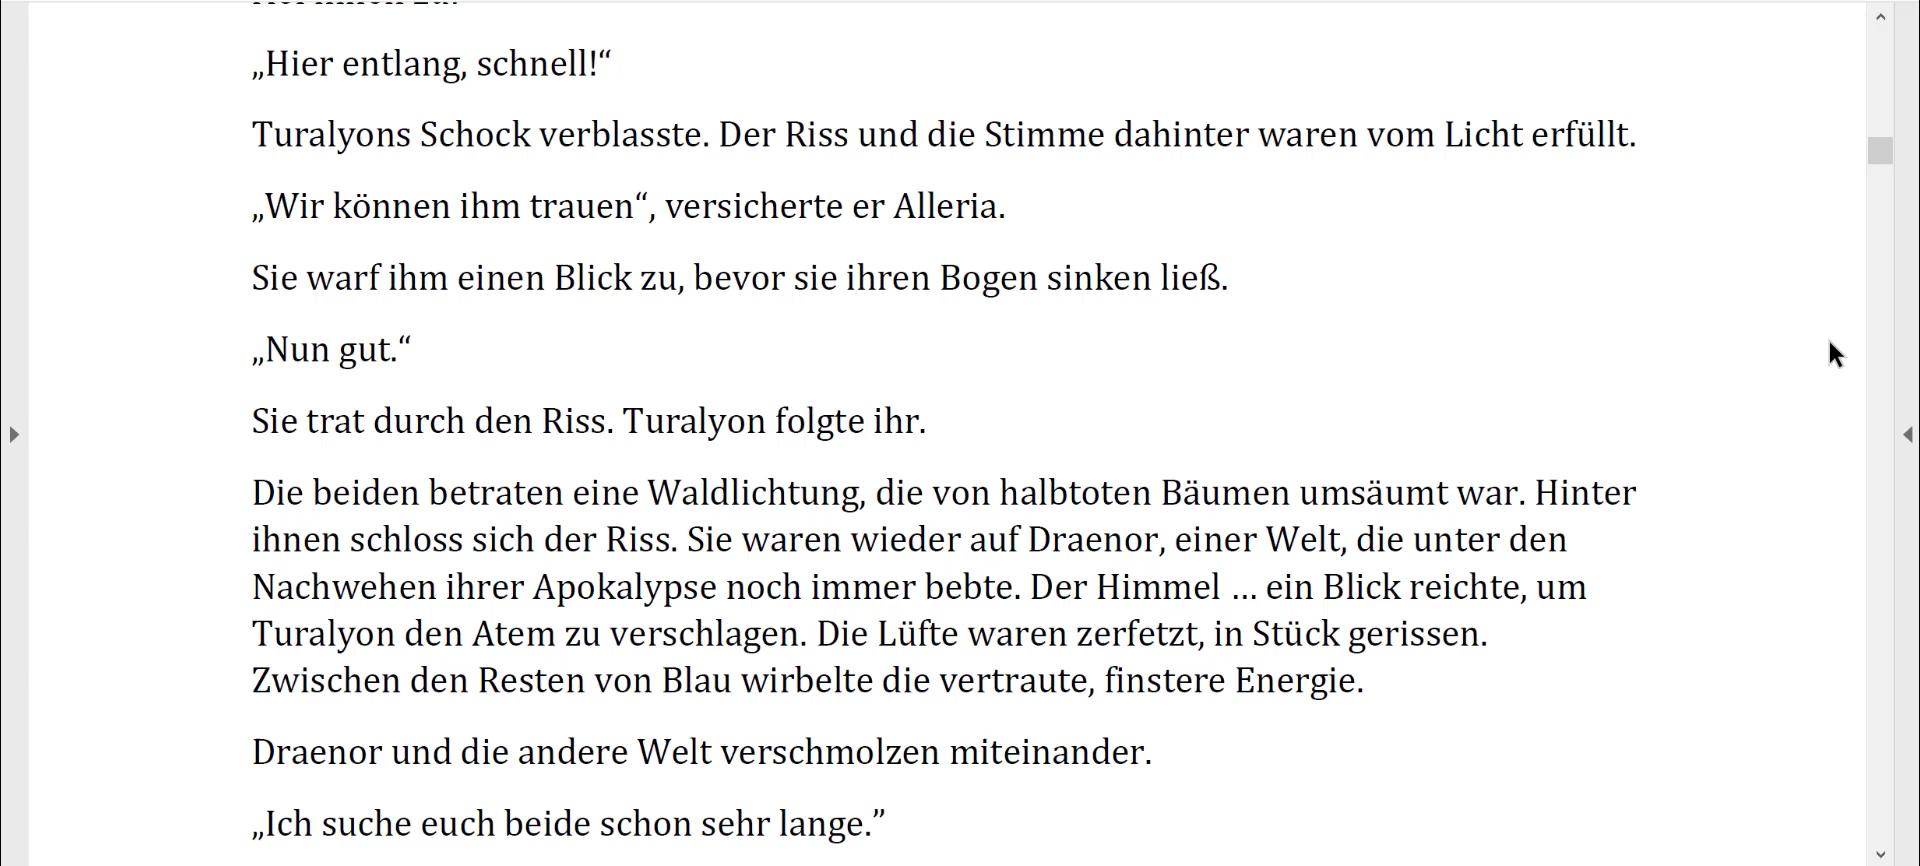 „Hier entlang, schnell!“
Turalyons Schock verblasste. Der Riss und die Stimme dahinter waren vom Licht erfüllt.
„Wir können ihm trauen“, versicherte er Alleria.
Sie warf ihm einen Blick zu, bevor sie ihren Bogen sinken ließ.
„Nun gut.“
Sie trat durch den Riss. Turalyon folgte ihr.
Die beiden betraten eine Waldlichtung, die von halbtoten Bäumen umsäumt war. Hinter
ihnen schloss sich der Riss. Sie waren wieder auf Draenor, einer Welt, die unter den
Nachwehen ihrer Apokalypse noch immer bebte. Der Himmel … ein Blick reichte, um
Turalyon den Atem zu verschlagen. Die Lüfte waren zerfetzt, in Stück gerissen.
Zwischen den Resten von Blau wirbelte die vertraute, finstere Energie.
Draenor und die andere Welt verschmolzen miteinander.
„Ich suche euch beide schon sehr lange.”